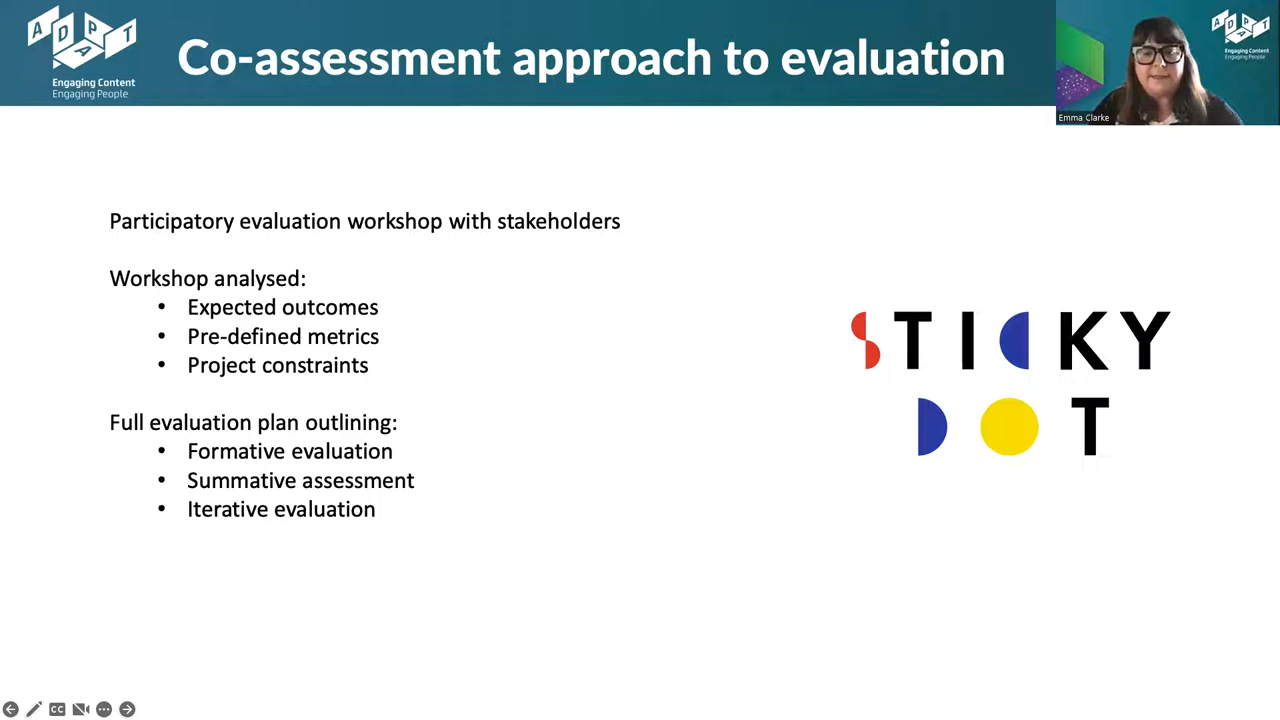 ADAPT
Engaging Content
Engaging People
Co-assessment approach to evaluation
ADAPT
Engaging Content
Engaging People
Emma Clarke
Participatory evaluation workshop with stakeholders
Workshop analysed:
• Expected outcomes
• Pre-defined metrics
• Project constraints
Full evaluation plan outlining:
• Formative evaluation
• Summative assessment
• Iterative evaluation
STICKY
DOT
CC